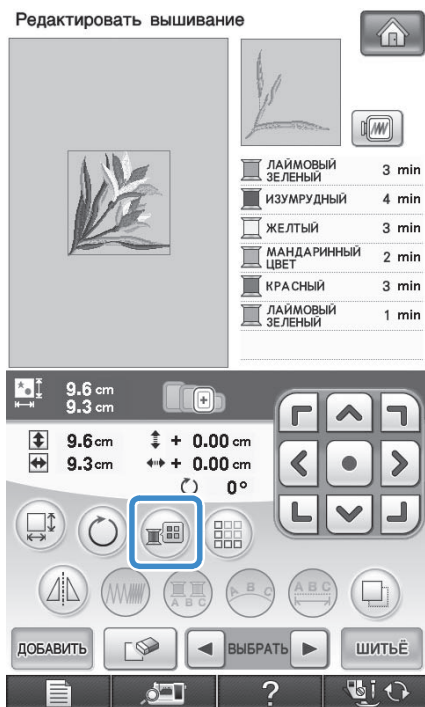 Редактировать вышивание
ЛАЙМОВЫЙ ЗЕЛЕНЫЙ 3 min
ИЗУМРУДНЫЙ 4 min
ЖЕЛТЫЙ 3 min
МАНДАРИННЫЙ ЦВЕТ 2 min
КРАСНЫЙ 3 min
ЛАЙМОВЫЙ ЗЕЛЕНЫЙ 1 min
9.6 cm
9.3 cm
9.6 cm + 0.00 cm
9.3 cm + 0.00 cm
0°
A B C
A B C
A B C
ДОБАВИТЬ ВЫБРАТЬ ШИТЬЁ
?